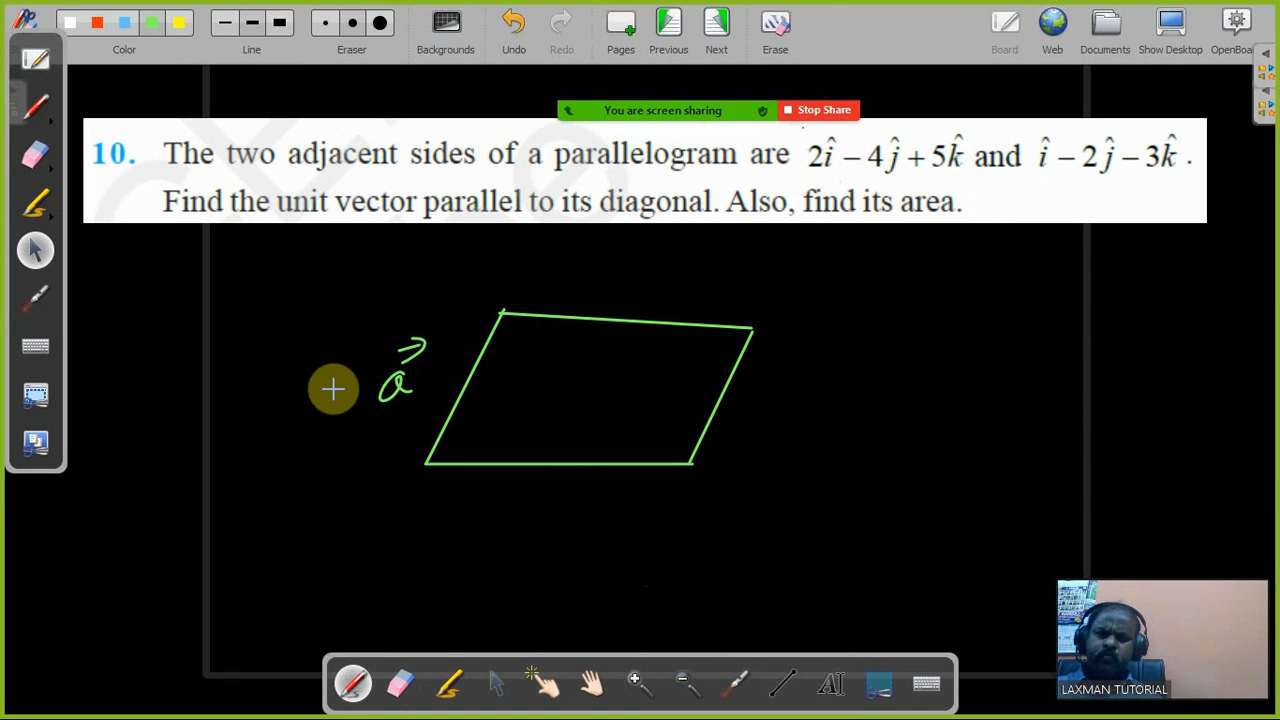 Color
Line
Eraser
Backgrounds
Undo
Redo
Pages
Previous
Next
Erase
Board
Web
Documents
Show Desktop
OpenBoa
You are screen sharing
Stop Share
10. The two adjacent sides of a parallelogram are 2î − 4ĵ + 5k̂ and î − 2ĵ − 3k̂ .
Find the unit vector parallel to its diagonal. Also, find its area.
a⃗
LAXMAN TUTORIAL